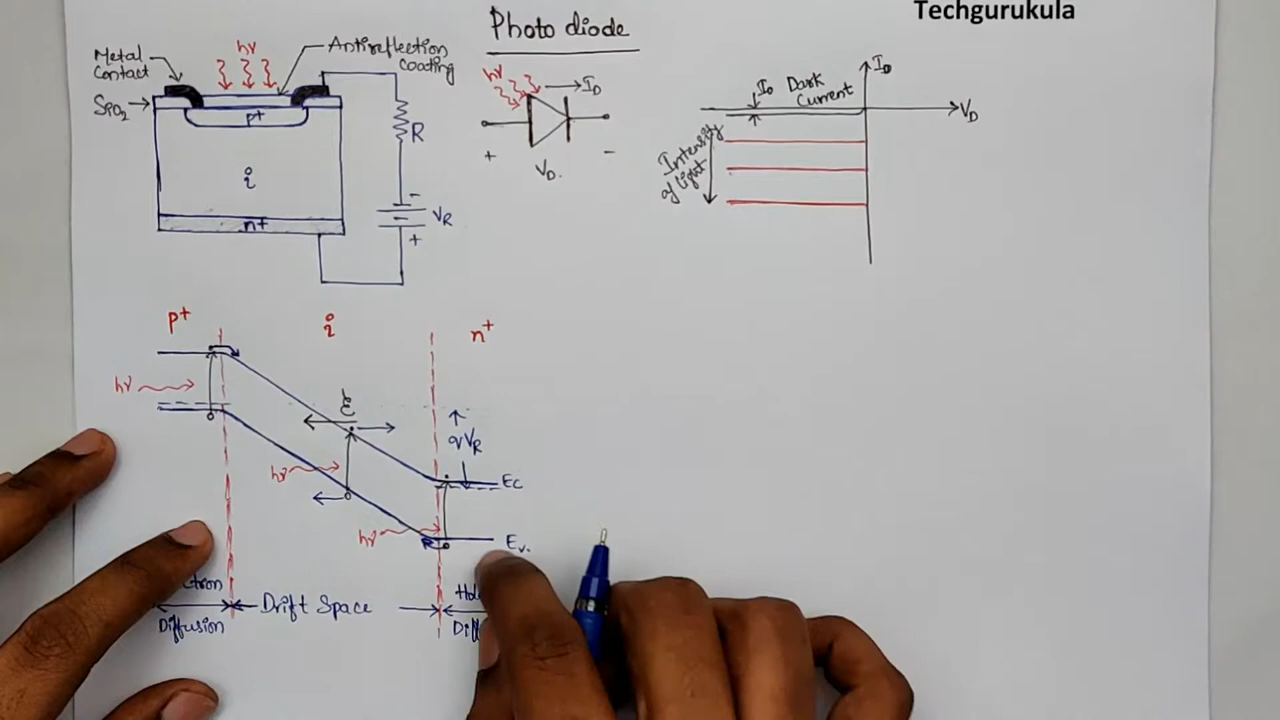 Techgurukula
Photo diode
Metal
Contact
hν
Antireflection
coating
SiO2
p+
i
n+
R
-
VR
+
hν
ID
+
-
VD.
ID
I0 Dark
Current
VD
Intensity
of light
p+
i
n+
hν
ε
qVR
hν
EC
hν
Ev.
Drift Space
Diffusion